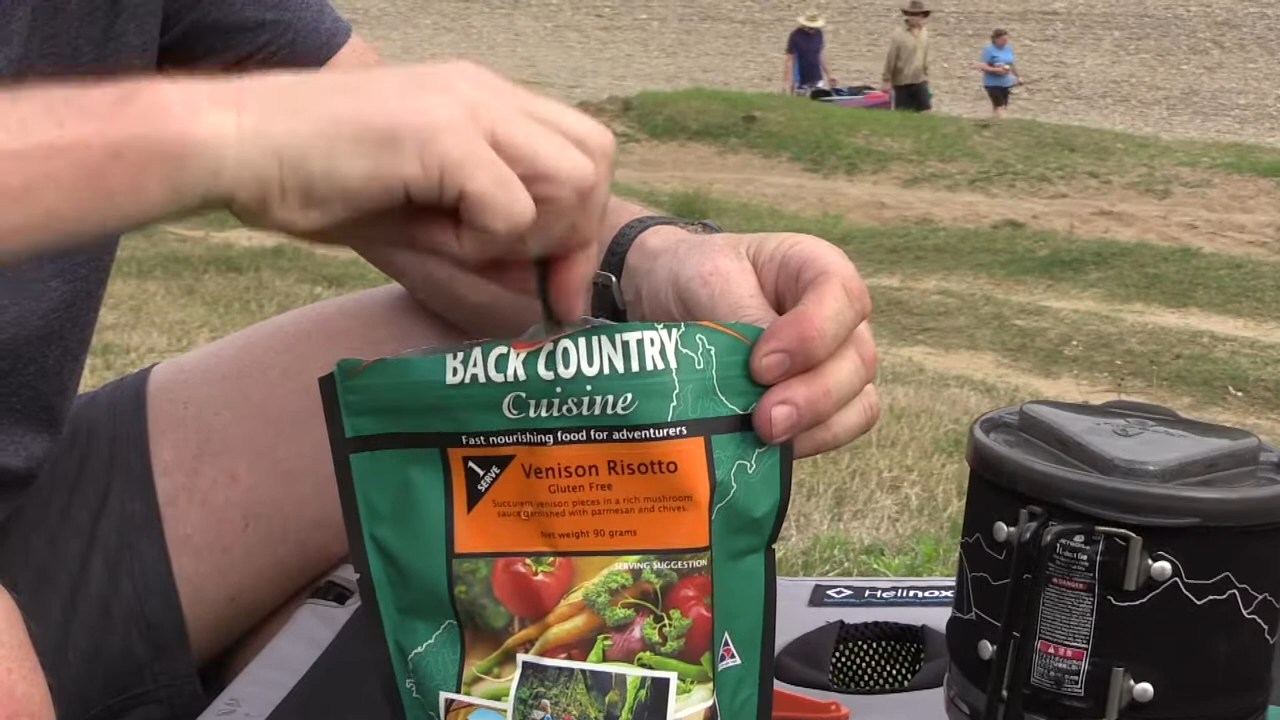 BACK COUNTRY
Cuisine
Fast nourishing food for adventurers
1
SERVE
Venison Risotto
Gluten Free
Succulent venison pieces in a rich mushroom
sauce garnished with parmesan and chives.
Net weight 90 grams
SERVING SUGGESTION
Helinox
DANGER